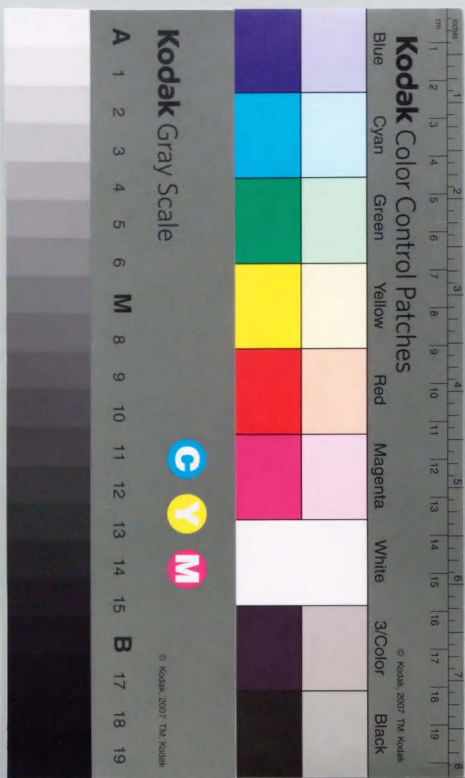 inches 1 2 3 4 5 6 7 8
cm 1 2 3 4 5 6 7 8 9 10 11 12 13 14 15 16 17 18 19
Kodak Color Control Patches
© Kodak, 2007 TM: Kodak
Blue Cyan Green Yellow Red Magenta White 3/Color Black
Kodak Gray Scale
C Y M
© Kodak, 2007 TM: Kodak
A 1 2 3 4 5 6 M 8 9 10 11 12 13 14 15 B 17 18 19